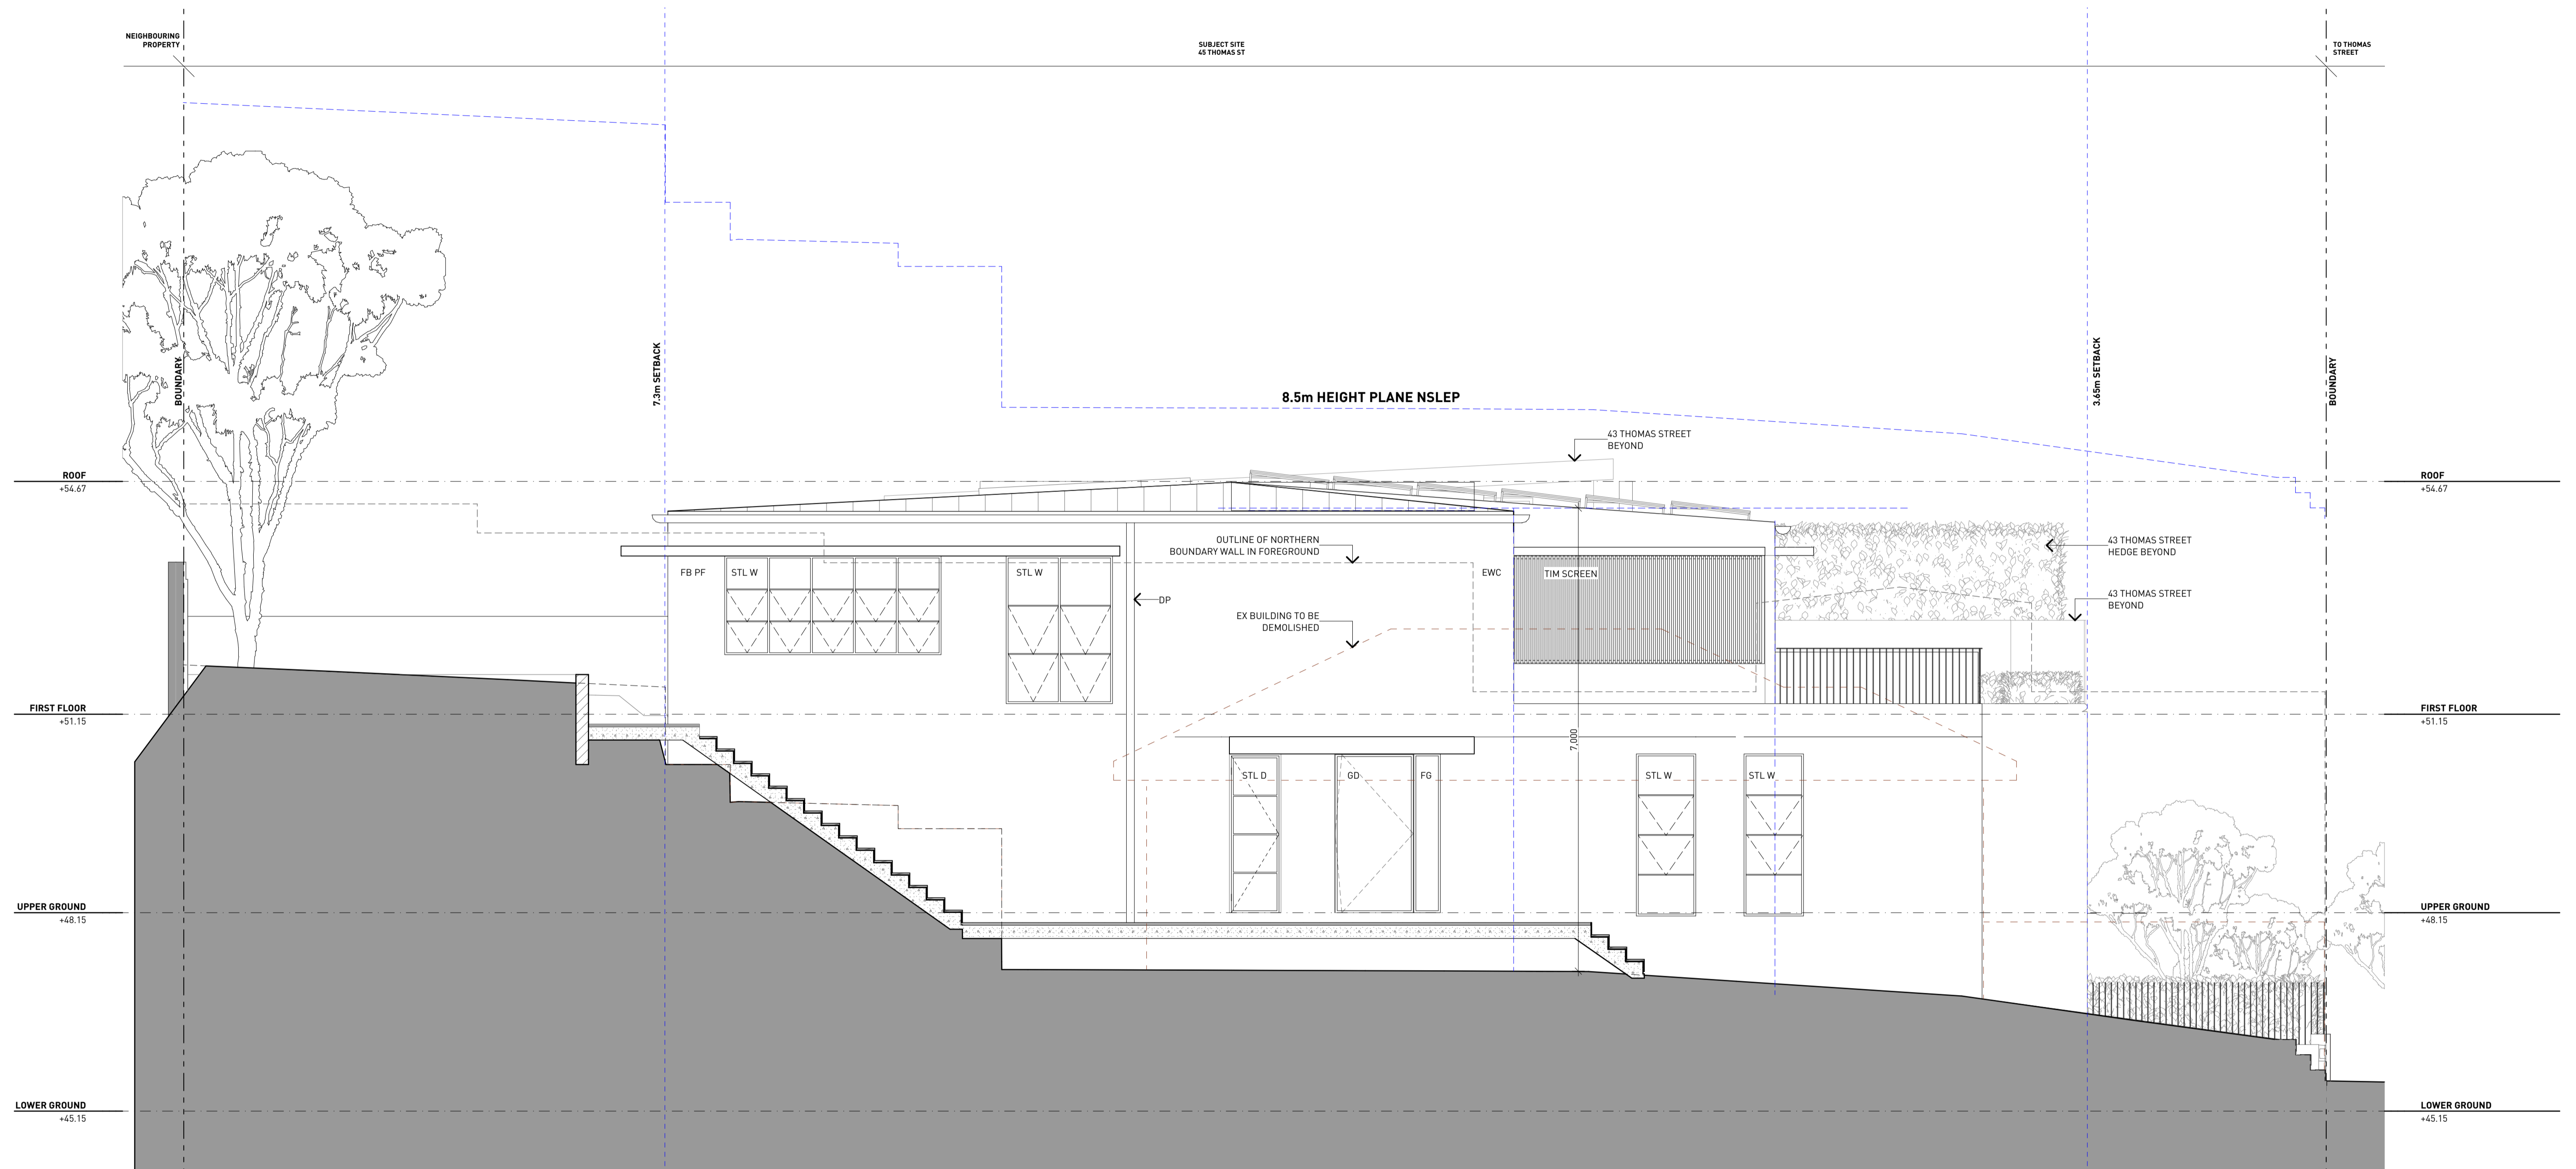 NEIGHBOURING
PROPERTY
SUBJECT SITE
45 THOMAS ST
TO THOMAS
STREET
BOUNDARY
7.3m SETBACK
3.65m SETBACK
BOUNDARY
8.5m HEIGHT PLANE NSLEP
43 THOMAS STREET
BEYOND
ROOF
+54.67
ROOF
+54.67
OUTLINE OF NORTHERN
BOUNDARY WALL IN FOREGROUND
43 THOMAS STREET
HEDGE BEYOND
FB PF
STL W
STL W
EWC
TIM SCREEN
DP
43 THOMAS STREET
BEYOND
EX BUILDING TO BE
DEMOLISHED
FIRST FLOOR
+51.15
FIRST FLOOR
+51.15
7,000
STL D
GD
FG
STL W
STL W
UPPER GROUND
+48.15
UPPER GROUND
+48.15
LOWER GROUND
+45.15
LOWER GROUND
+45.15